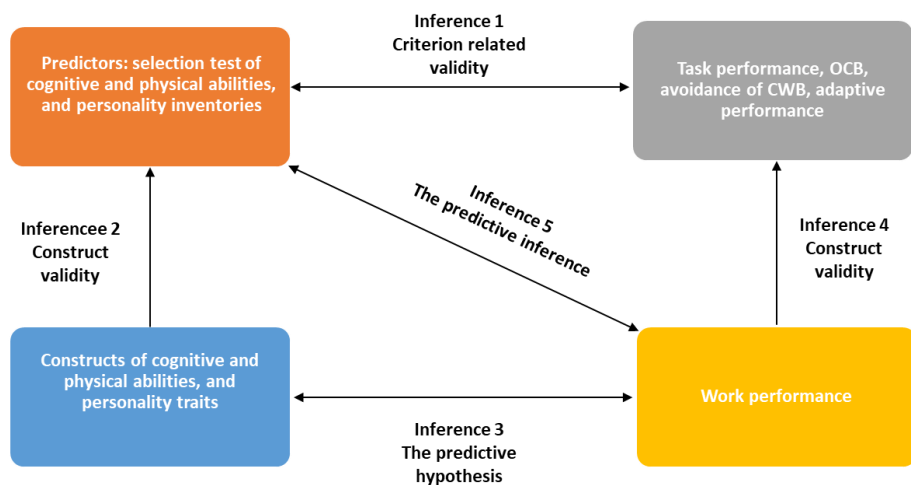 Inference 1
Criterion related
validity
Predictors: selection test of
cognitive and physical abilities,
and personality inventories
Task performance, OCB,
avoidance of CWB, adaptive
performance
Inference 5
The predictive inference
Inferencee 2
Construct
validity
Inference 4
Construct
validity
Constructs of cognitive and
physical abilities, and
personality traits
Work performance
Inference 3
The predictive
hypothesis